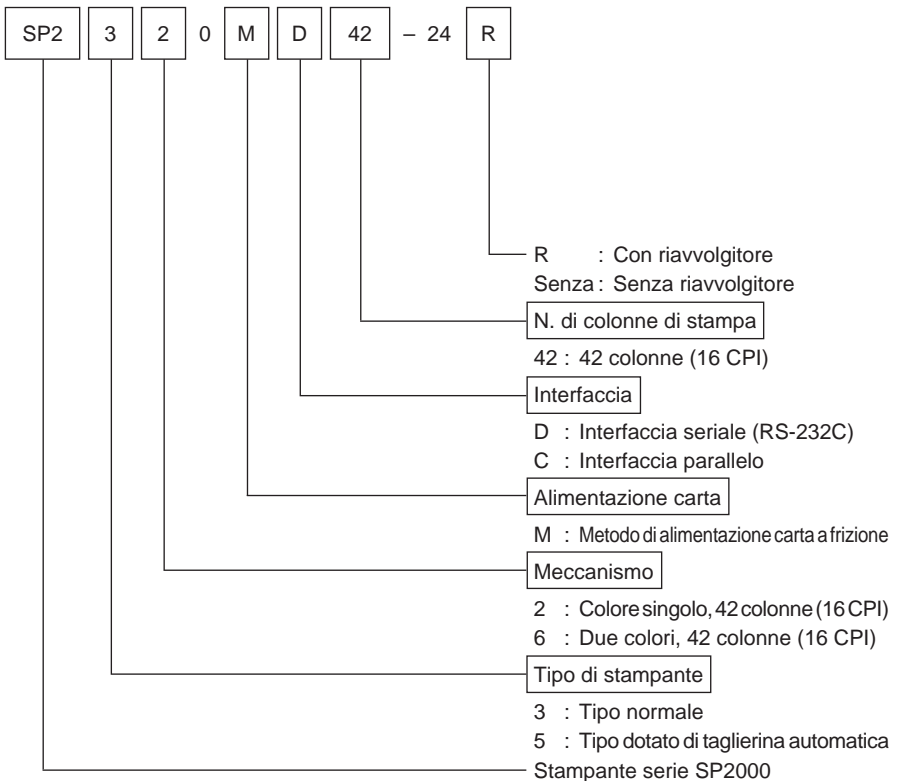 SP2 3 2 0 M D 42 – 24 R
R : Con riavvolgitore
Senza : Senza riavvolgitore
N. di colonne di stampa
42 : 42 colonne (16 CPI)
Interfaccia
D : Interfaccia seriale (RS-232C)
C : Interfaccia parallelo
Alimentazione carta
M : Metodo di alimentazione carta a frizione
Meccanismo
2 : Colore singolo, 42 colonne (16 CPI)
6 : Due colori, 42 colonne (16 CPI)
Tipo di stampante
3 : Tipo normale
5 : Tipo dotato di taglierina automatica
Stampante serie SP2000